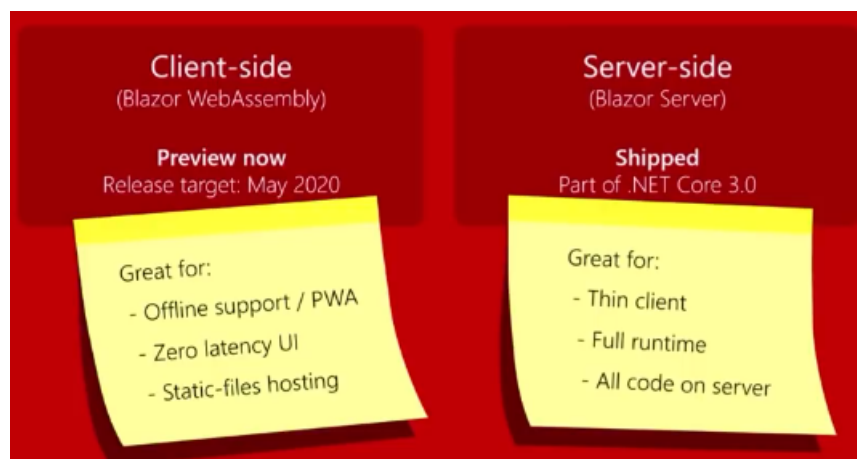 Client-side
(Blazor WebAssembly)
Preview now
Release target: May 2020
Great for:
- Offline support / PWA
- Zero latency UI
- Static-files hosting
Server-side
(Blazor Server)
Shipped
Part of .NET Core 3.0
Great for:
- Thin client
- Full runtime
- All code on server